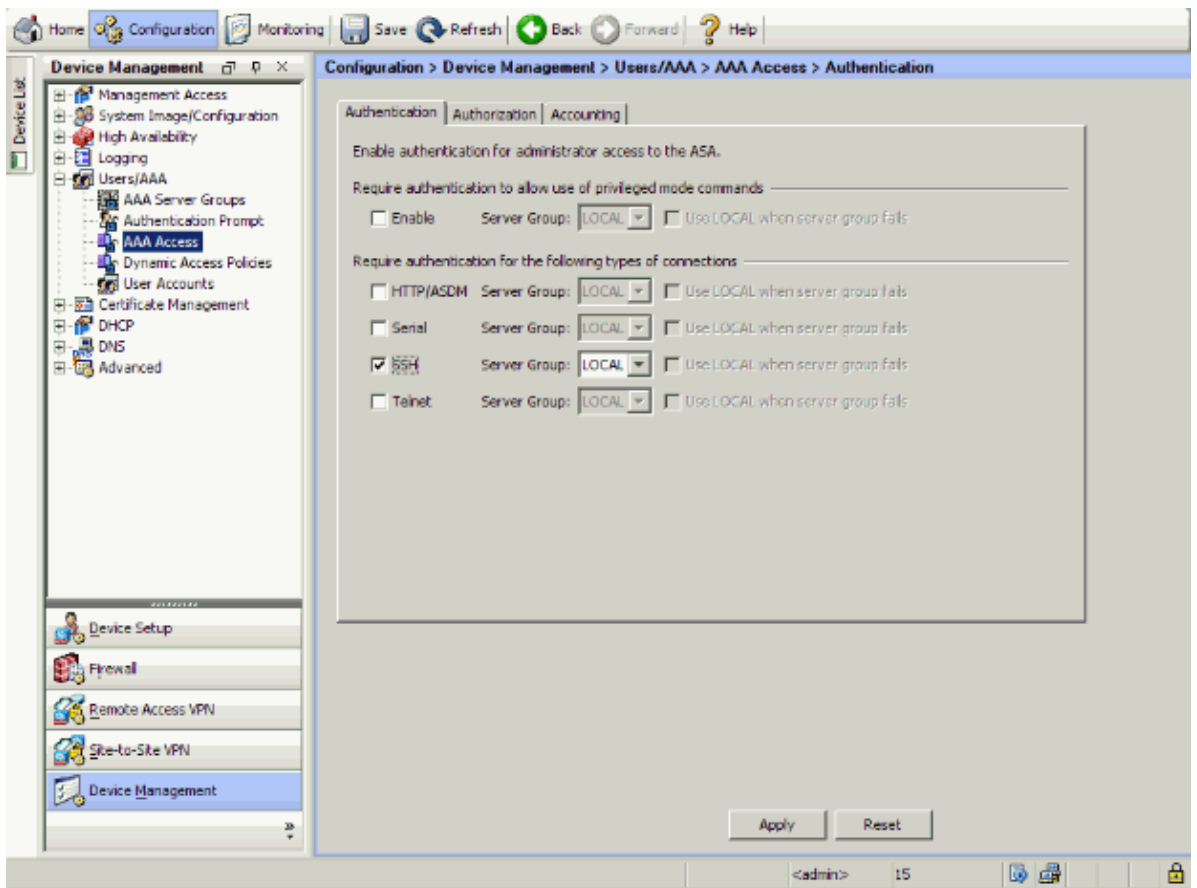 Home Configuration Monitoring Save Refresh Back Forward Help
Device List
Device Management
Management Access
System Image/Configuration
High Availability
Logging
Users/AAA
AAA Server Groups
Authentication Prompt
AAA Access
Dynamic Access Policies
User Accounts
Certificate Management
DHCP
DNS
Advanced
Device Setup
Firewall
Remote Access VPN
Site-to-Site VPN
Device Management
Configuration > Device Management > Users/AAA > AAA Access > Authentication
Authentication Authorization Accounting
Enable authentication for administrator access to the ASA.
Require authentication to allow use of privileged mode commands
Enable Server Group: LOCAL Use LOCAL when server group fails
Require authentication for the following types of connections
HTTP/ASDM Server Group: LOCAL Use LOCAL when server group fails
Serial Server Group: LOCAL Use LOCAL when server group fails
SSH Server Group: LOCAL Use LOCAL when server group fails
Telnet Server Group: LOCAL Use LOCAL when server group fails
Apply Reset
<admin> 15